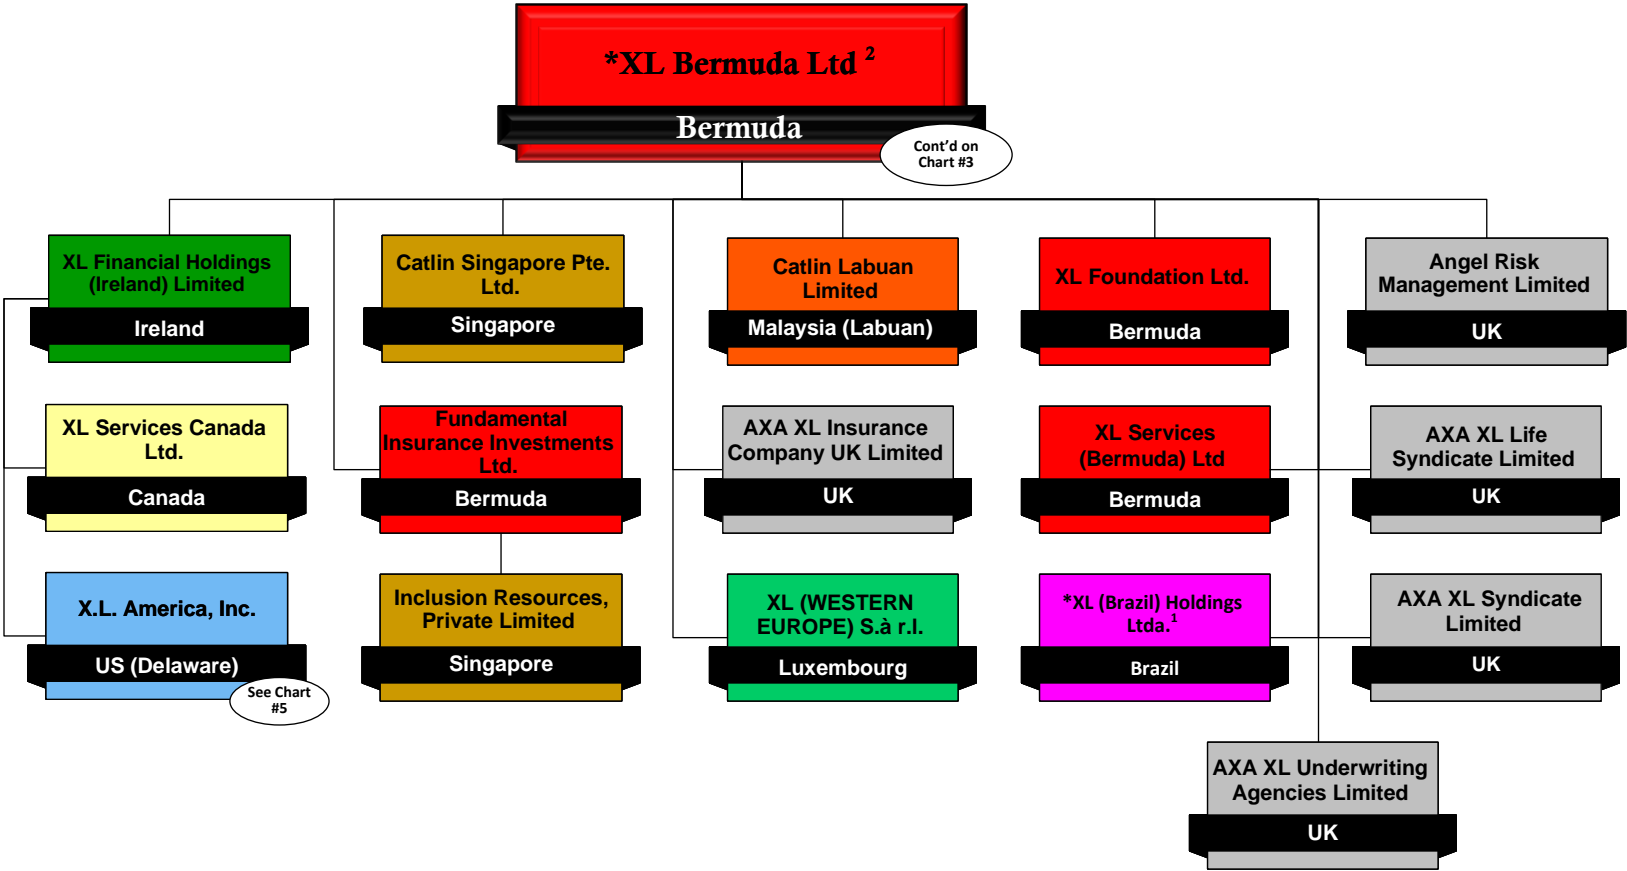 *XL Bermuda Ltd ²
Bermuda
Cont'd on
Chart #3
XL Financial Holdings
(Ireland) Limited
Ireland
Catlin Singapore Pte.
Ltd.
Singapore
Catlin Labuan
Limited
Malaysia (Labuan)
XL Foundation Ltd.
Bermuda
Angel Risk
Management Limited
UK
XL Services Canada
Ltd.
Canada
Fundamental
Insurance Investments
Ltd.
Bermuda
AXA XL Insurance
Company UK Limited
UK
XL Services
(Bermuda) Ltd
Bermuda
AXA XL Life
Syndicate Limited
UK
X.L. America, Inc.
US (Delaware)
See Chart
#5
Inclusion Resources,
Private Limited
Singapore
XL (WESTERN
EUROPE) S.à r.l.
Luxembourg
*XL (Brazil) Holdings
Ltda.¹
Brazil
AXA XL Syndicate
Limited
UK
AXA XL Underwriting
Agencies Limited
UK